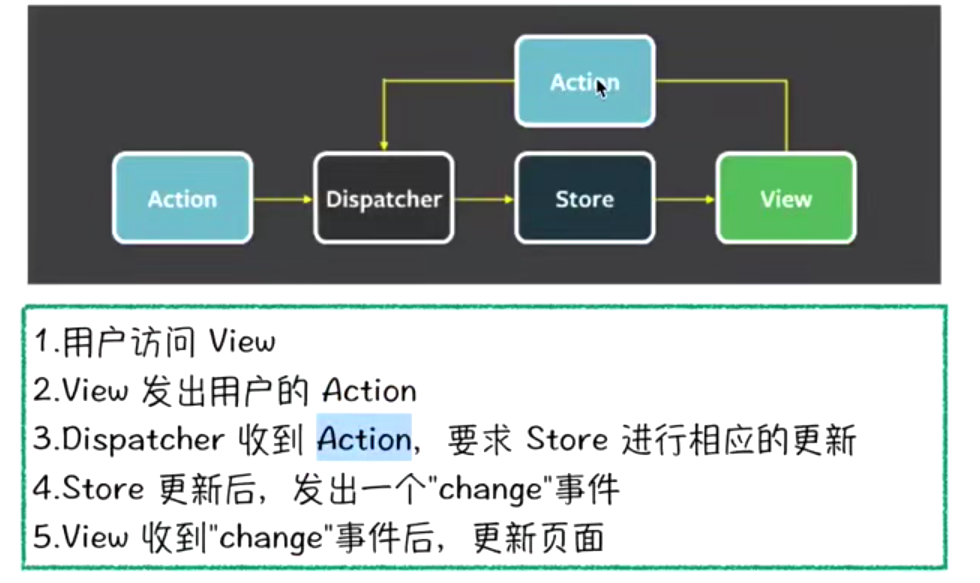 Action
Action
Dispatcher
Store
View
1.用户访问 View
2.View 发出用户的 Action
3.Dispatcher 收到 Action，要求 Store 进行相应的更新
4.Store 更新后，发出一个"change"事件
5.View 收到"change"事件后，更新页面